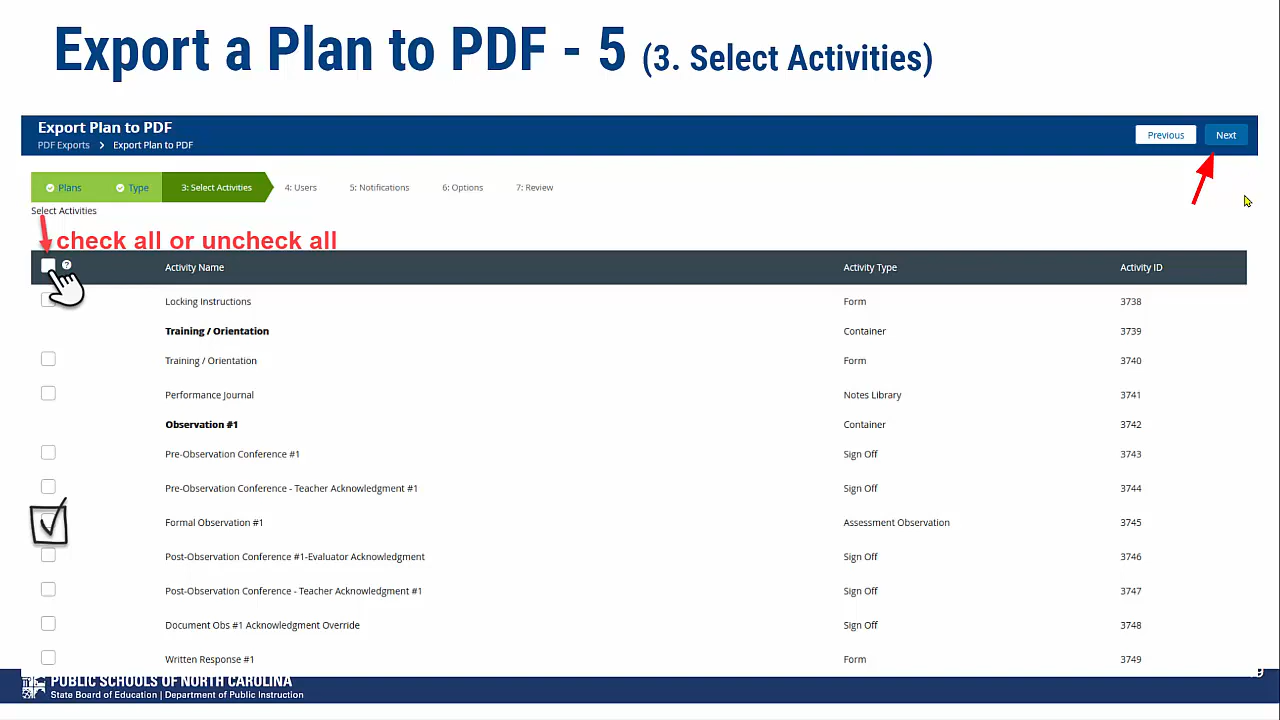 Export a Plan to PDF - 5 (3. Select Activities)
Export Plan to PDF
PDF Exports > Export Plan to PDF
Previous Next
Plans Type 3: Select Activities 4: Users 5: Notifications 6: Options 7: Review
Select Activities
check all or uncheck all
? Activity Name Activity Type Activity ID
Locking Instructions Form 3738
Training / Orientation Container 3739
Training / Orientation Form 3740
Performance Journal Notes Library 3741
Observation #1 Container 3742
Pre-Observation Conference #1 Sign Off 3743
Pre-Observation Conference - Teacher Acknowledgment #1 Sign Off 3744
Formal Observation #1 Assessment Observation 3745
Post-Observation Conference #1-Evaluator Acknowledgment Sign Off 3746
Post-Observation Conference - Teacher Acknowledgment #1 Sign Off 3747
Document Obs #1 Acknowledgment Override Sign Off 3748
Written Response #1 Form 3749
PUBLIC SCHOOLS OF NORTH CAROLINA
State Board of Education | Department of Public Instruction